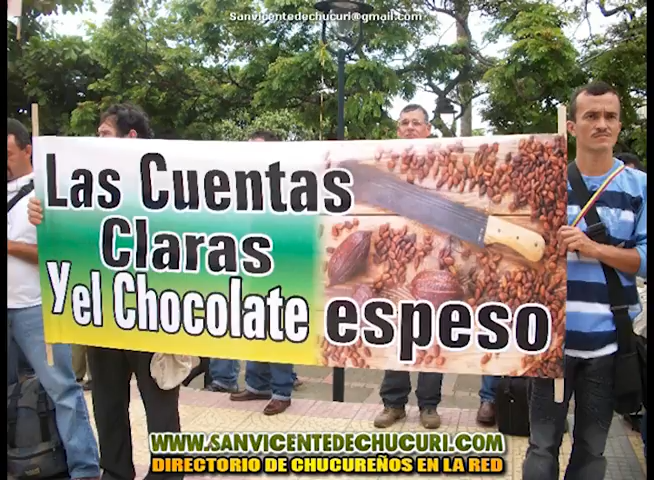 Sanvicentedechucuri@gmail.com
Las Cuentas
Claras
Y el Chocolate espeso
WWW.SANVICENTEDECHUCURI.COM
DIRECTORIO DE CHUCUREÑOS EN LA RED